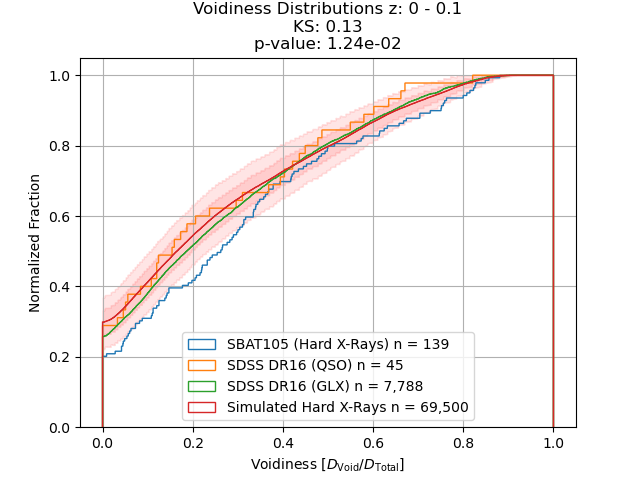 Voidiness Distributions z: 0 - 0.1
KS: 0.13
p-value: 1.24e-02
Normalized Fraction
1.0
0.8
0.6
0.4
0.2
0.0
SBAT105 (Hard X-Rays) n = 139
SDSS DR16 (QSO) n = 45
SDSS DR16 (GLX) n = 7,788
Simulated Hard X-Rays n = 69,500
0.0 0.2 0.4 0.6 0.8 1.0
Voidiness [D_Void/D_Total]